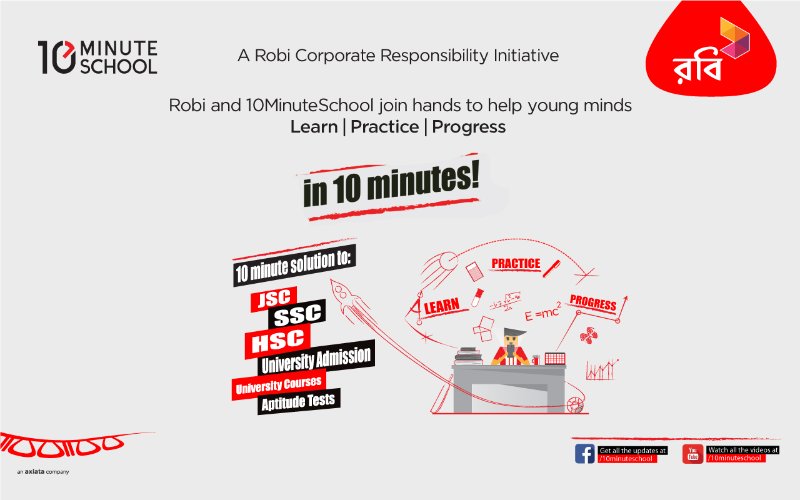 10 MINUTE
SCHOOL
A Robi Corporate Responsibility Initiative
রবি
Robi and 10MinuteSchool join hands to help young minds
Learn | Practice | Progress
in 10 minutes!
10 minute solution to:
JSC
SSC
HSC
University Admission
University Courses
Aptitude Tests
PRACTICE
LEARN
PROGRESS
E=mc²
an axiata company
Get all the updates at
/10minuteschool
You Tube
Watch all the videos at
/10minuteschool